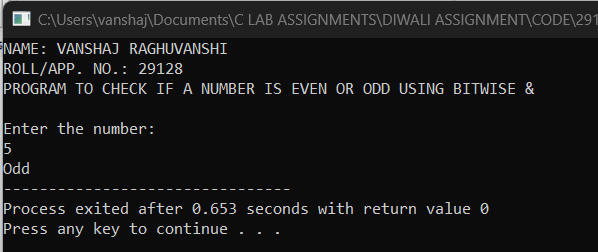 C:\Users\vanshaj\Documents\C LAB ASSIGNMENTS\DIWALI ASSIGNMENT\CODE\291
NAME: VANSHAJ RAGHUVANSHI
ROLL/APP. NO.: 29128
PROGRAM TO CHECK IF A NUMBER IS EVEN OR ODD USING BITWISE &
Enter the number:
5
Odd
--------------------------------
Process exited after 0.653 seconds with return value 0
Press any key to continue . . .